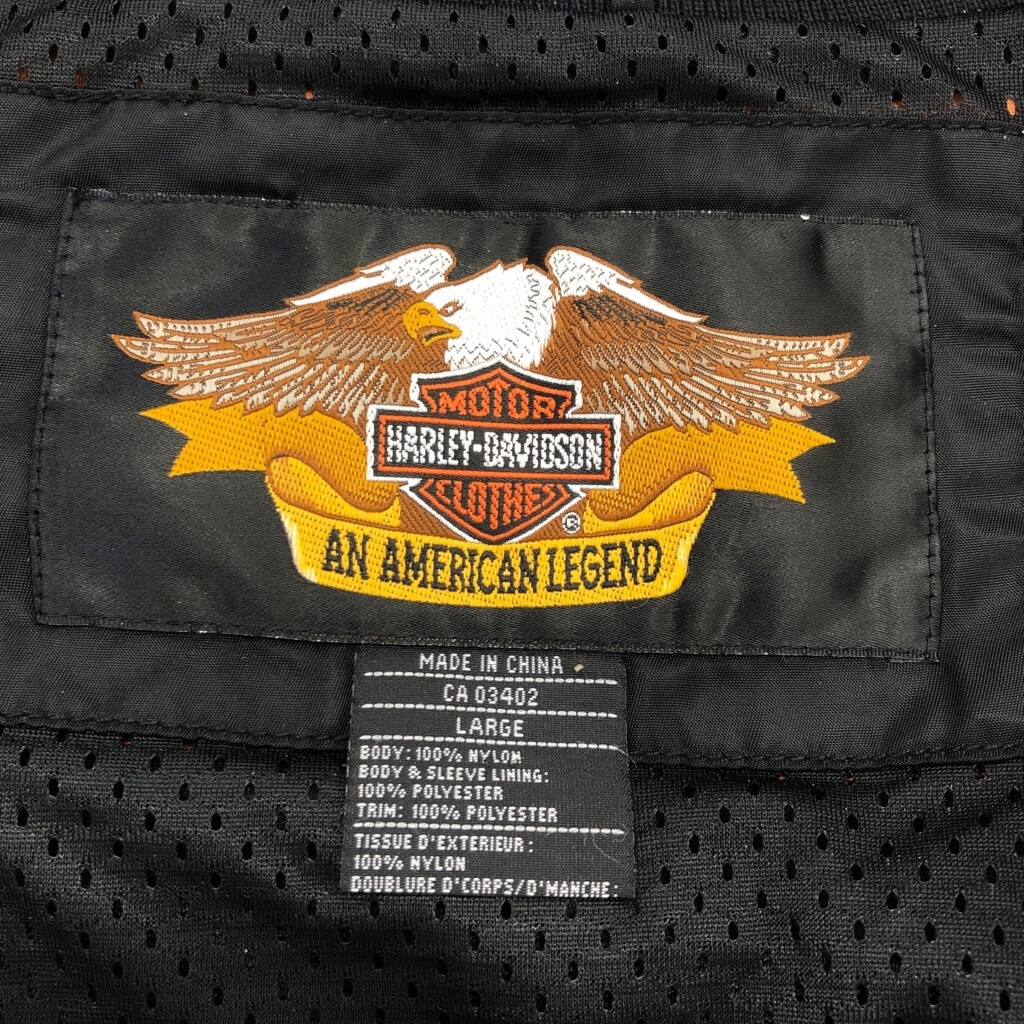 MOTOR
HARLEY-DAVIDSON
CLOTHES
®
AN AMERICAN LEGEND
MADE IN CHINA
CA 03402
LARGE
BODY: 100% NYLON
BODY & SLEEVE LINING:
100% POLYESTER
TRIM: 100% POLYESTER
TISSUE D'EXTERIEUR:
100% NYLON
DOUBLURE D'CORPS/D'MANCHE: